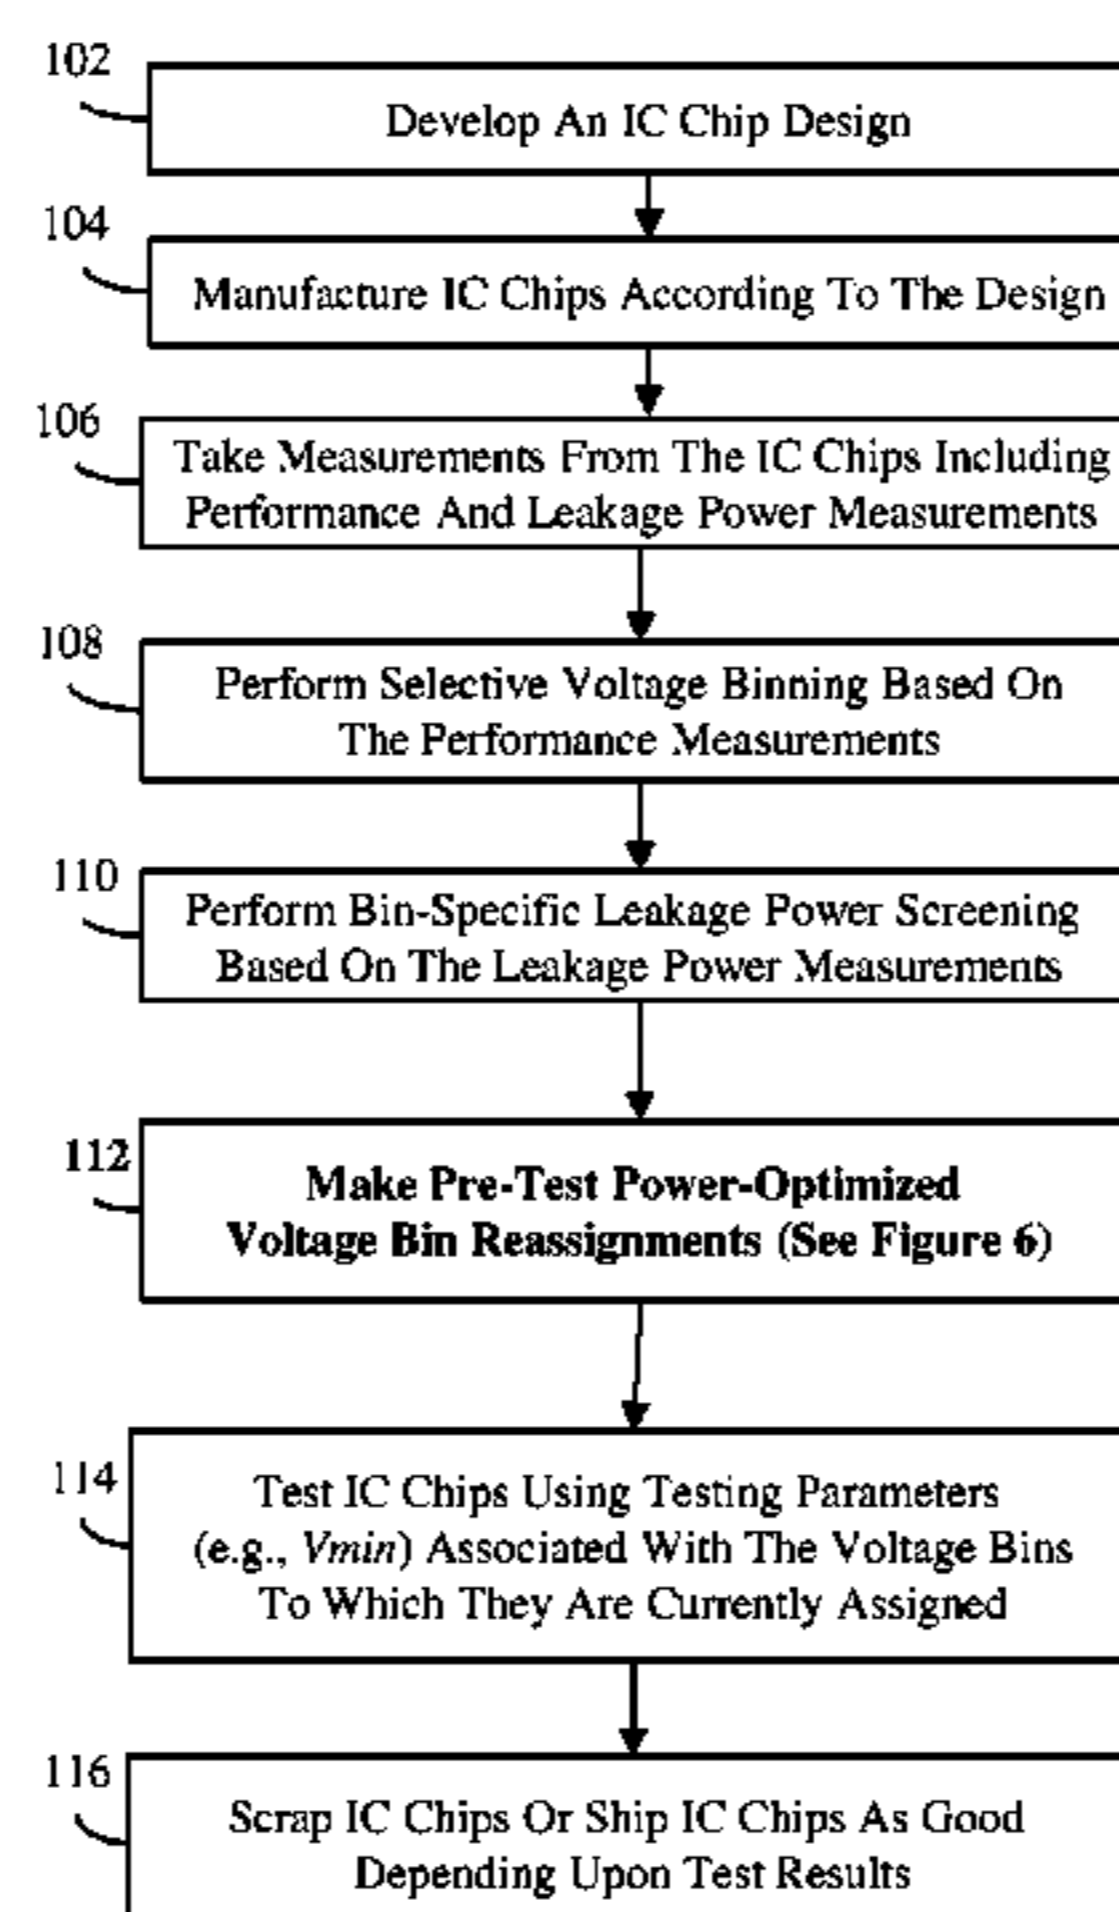 102
Develop An IC Chip Design
104
Manufacture IC Chips According To The Design
106
Take Measurements From The IC Chips Including
Performance And Leakage Power Measurements
108
Perform Selective Voltage Binning Based On
The Performance Measurements
110
Perform Bin-Specific Leakage Power Screening
Based On The Leakage Power Measurements
112
Make Pre-Test Power-Optimized
Voltage Bin Reassignments (See Figure 6)
114
Test IC Chips Using Testing Parameters
(e.g., Vmin) Associated With The Voltage Bins
To Which They Are Currently Assigned
116
Scrap IC Chips Or Ship IC Chips As Good
Depending Upon Test Results